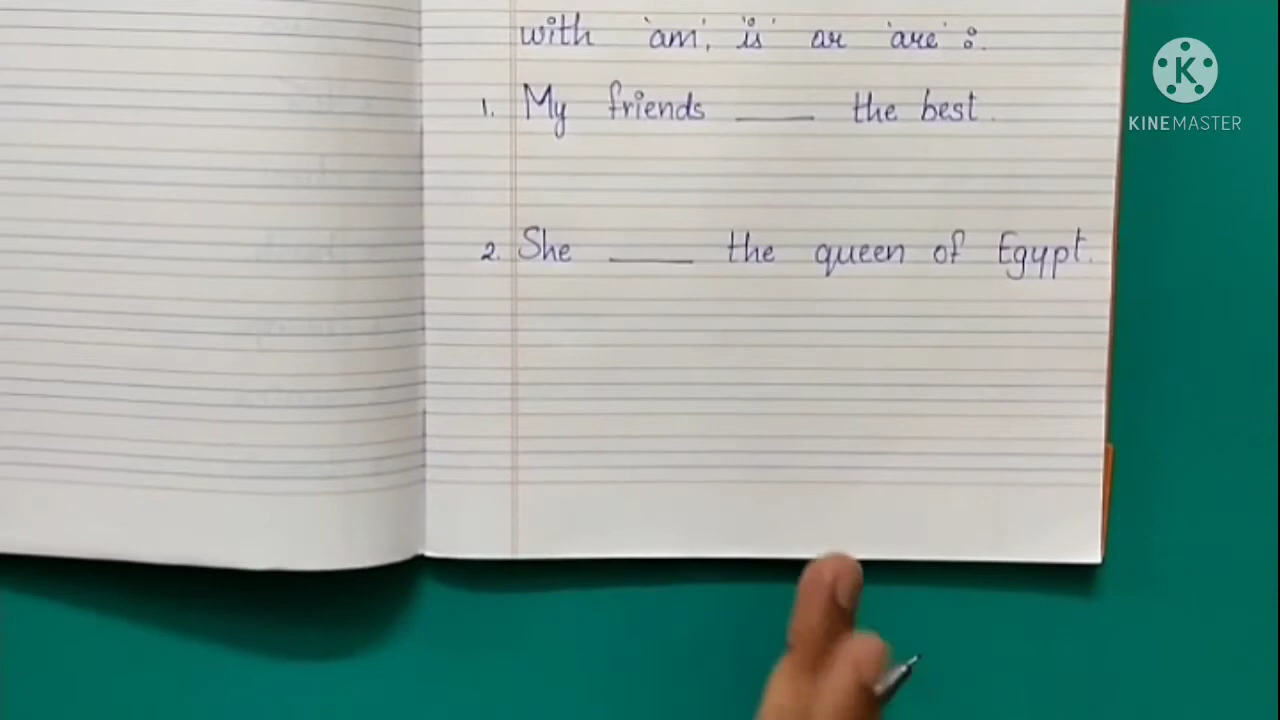 with 'am', 'is' or 'are' :.
1. My friends ____ the best.
2. She ____ the queen of Egypt.
K
KINEMASTER